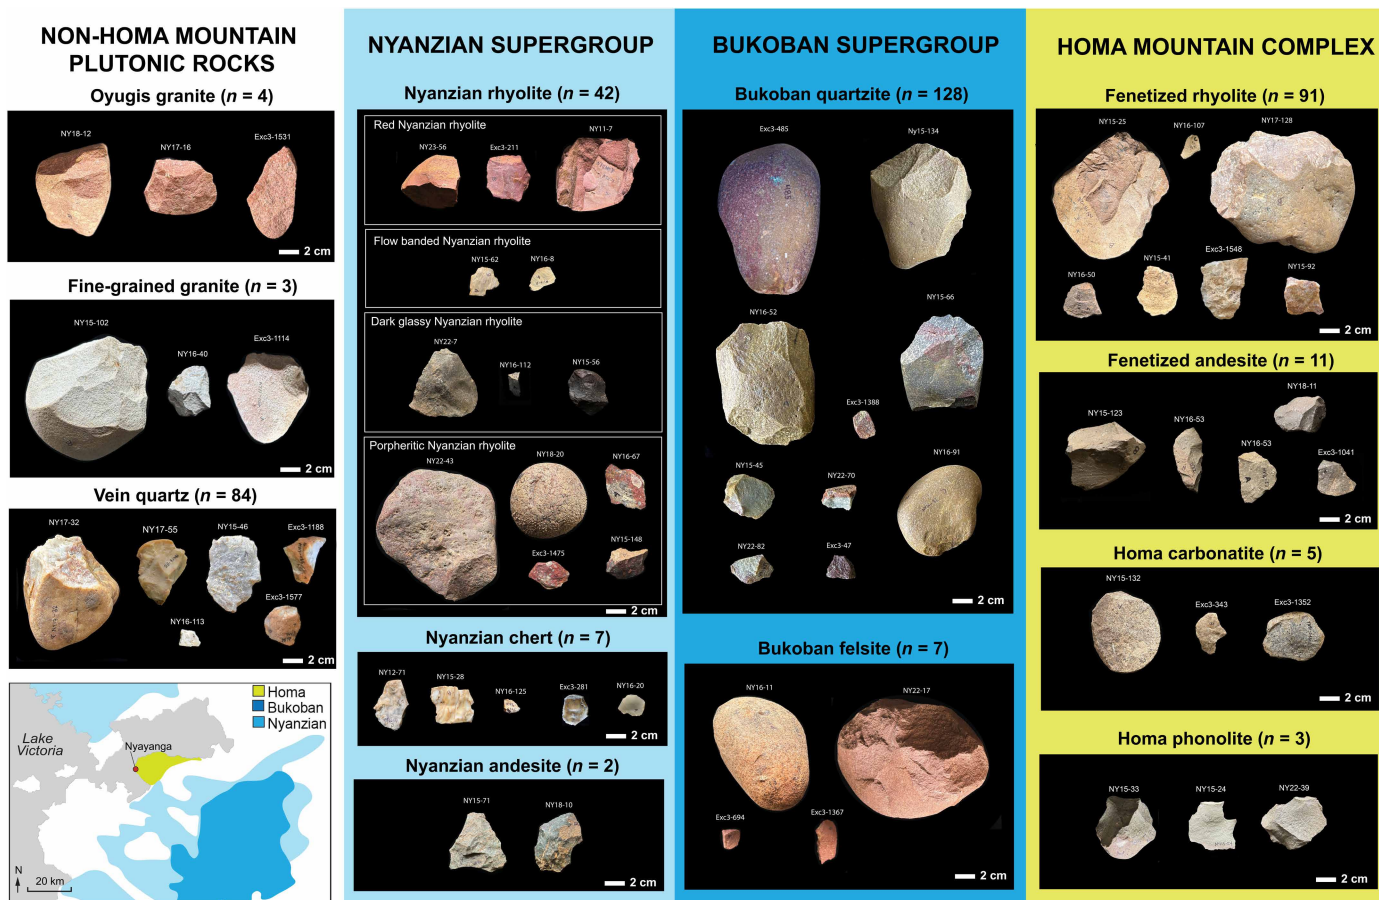 NON-HOMA MOUNTAIN
PLUTONIC ROCKS
Oyugis granite (n = 4)
NY18-12
NY17-16
Exc3-1531
2 cm
Fine-grained granite (n = 3)
NY15-102
NY16-40
Exc3-1114
2 cm
Vein quartz (n = 84)
NY17-32
NY17-55
NY15-46
Exc3-1188
Exc3-1577
NY16-113
2 cm
Homa
Bukoban
Nyanzian
Lake
Victoria
Nyayanga
N
20 km
NYANZIAN SUPERGROUP
Nyanzian rhyolite (n = 42)
Red Nyanzian rhyolite
NY23-56
Exc3-211
NY11-7
Flow banded Nyanzian rhyolite
NY15-62
NY16-8
Dark glassy Nyanzian rhyolite
NY22-7
NY16-112
NY15-56
Porpheritic Nyanzian rhyolite
NY22-43
NY18-20
NY16-67
Exc3-1475
NY15-148
2 cm
Nyanzian chert (n = 7)
NY12-71
NY15-28
NY16-125
Exc3-281
NY16-20
2 cm
Nyanzian andesite (n = 2)
NY15-71
NY18-10
2 cm
BUKOBAN SUPERGROUP
Bukoban quartzite (n = 128)
Exc3-485
Ny15-134
NY16-52
NY15-66
Exc3-1388
NY15-45
NY22-70
NY16-91
NY22-82
Exc3-47
2 cm
Bukoban felsite (n = 7)
NY16-11
NY22-17
Exc3-694
Exc3-1367
2 cm
HOMA MOUNTAIN COMPLEX
Fenetized rhyolite (n = 91)
NY15-25
NY16-107
NY17-128
NY16-50
NY15-41
Exc3-1548
NY15-92
2 cm
Fenetized andesite (n = 11)
NY18-11
NY15-123
NY16-53
NY16-53
Exc3-1041
2 cm
Homa carbonatite (n = 5)
NY15-132
Exc3-343
Exc3-1352
2 cm
Homa phonolite (n = 3)
NY15-33
NY15-24
NY22-39
2 cm